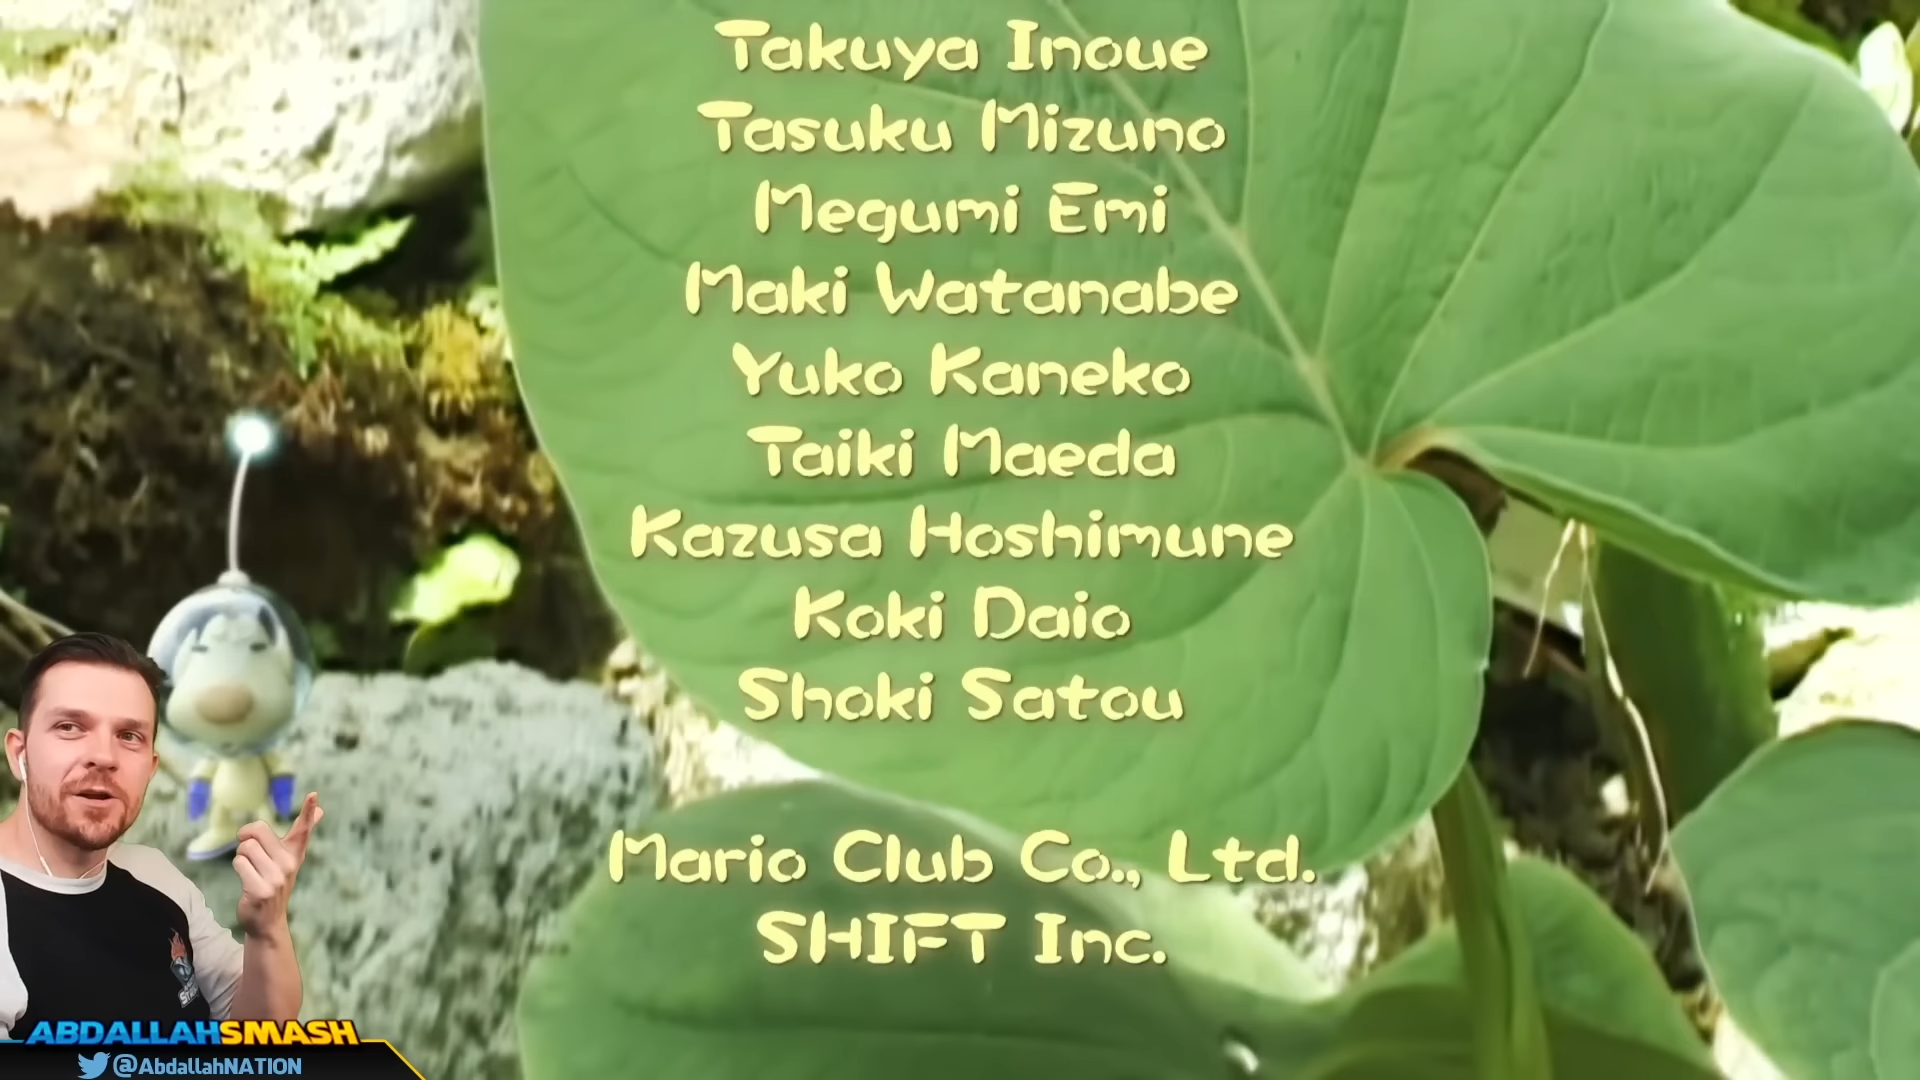 Takuya Inoue
Tasuku Mizuno
Megumi Emi
Maki Watanabe
Yuko Kaneko
Taiki Maeda
Kazusa Hoshimune
Koki Daio
Shoki Satou
Mario Club Co., Ltd.
SHIFT Inc.
ABDALLAHSMASH
@AbdallahNATION